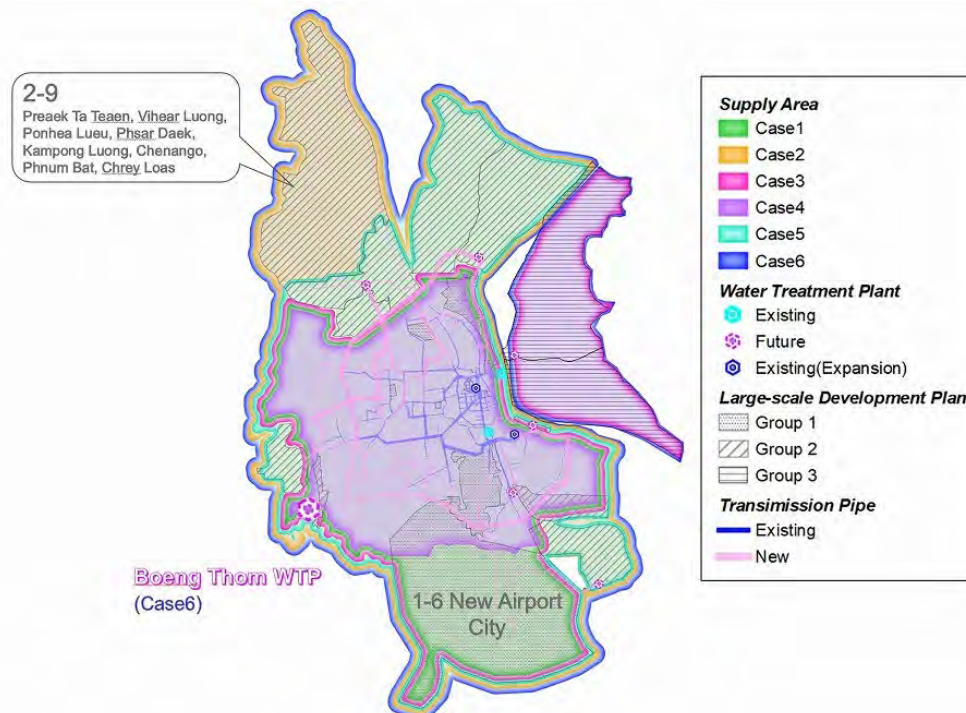 2-9
Preaek Ta Teaen, Vihear Luong,
Ponhea Lueu, Phsar Daek,
Kampong Luong, Chenango,
Phnum Bat, Chrey Loas
Boeng Thom WTP
(Case6)
1-6 New Airport
City
Supply Area
Case1
Case2
Case3
Case4
Case5
Case6
Water Treatment Plant
Existing
Future
Existing(Expansion)
Large-scale Development Plan
Group 1
Group 2
Group 3
Transimission Pipe
Existing
New